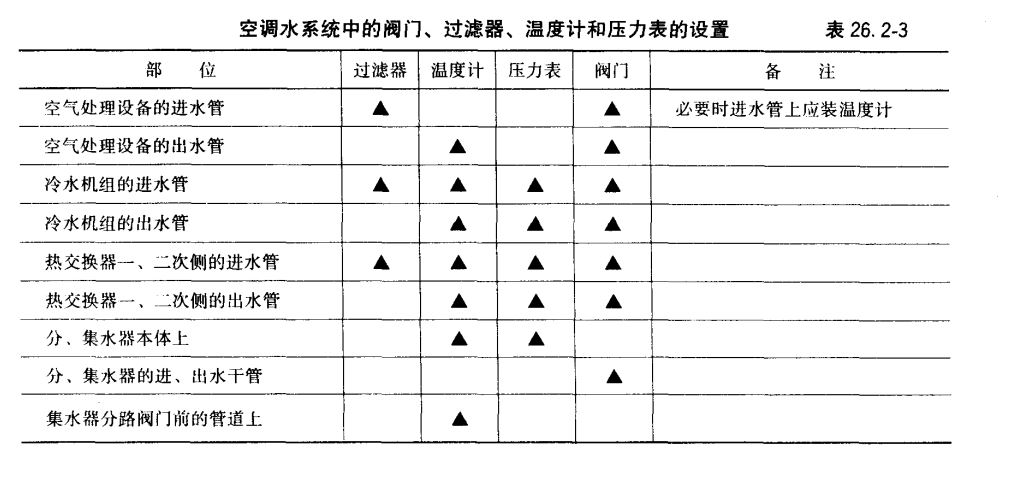 空调水系统中的阀门、过滤器、温度计和压力表的设置 表 26.2-3
部 位 过滤器 温度计 压力表 阀门 备 注
空气处理设备的进水管 ▲ ▲ 必要时进水管上应装温度计
空气处理设备的出水管 ▲ ▲
冷水机组的进水管 ▲ ▲ ▲ ▲
冷水机组的出水管 ▲ ▲ ▲
热交换器一、二次侧的进水管 ▲ ▲ ▲ ▲
热交换器一、二次侧的出水管 ▲ ▲ ▲
分、集水器本体上 ▲ ▲
分、集水器的进、出水干管 ▲
集水器分路阀门前的管道上 ▲